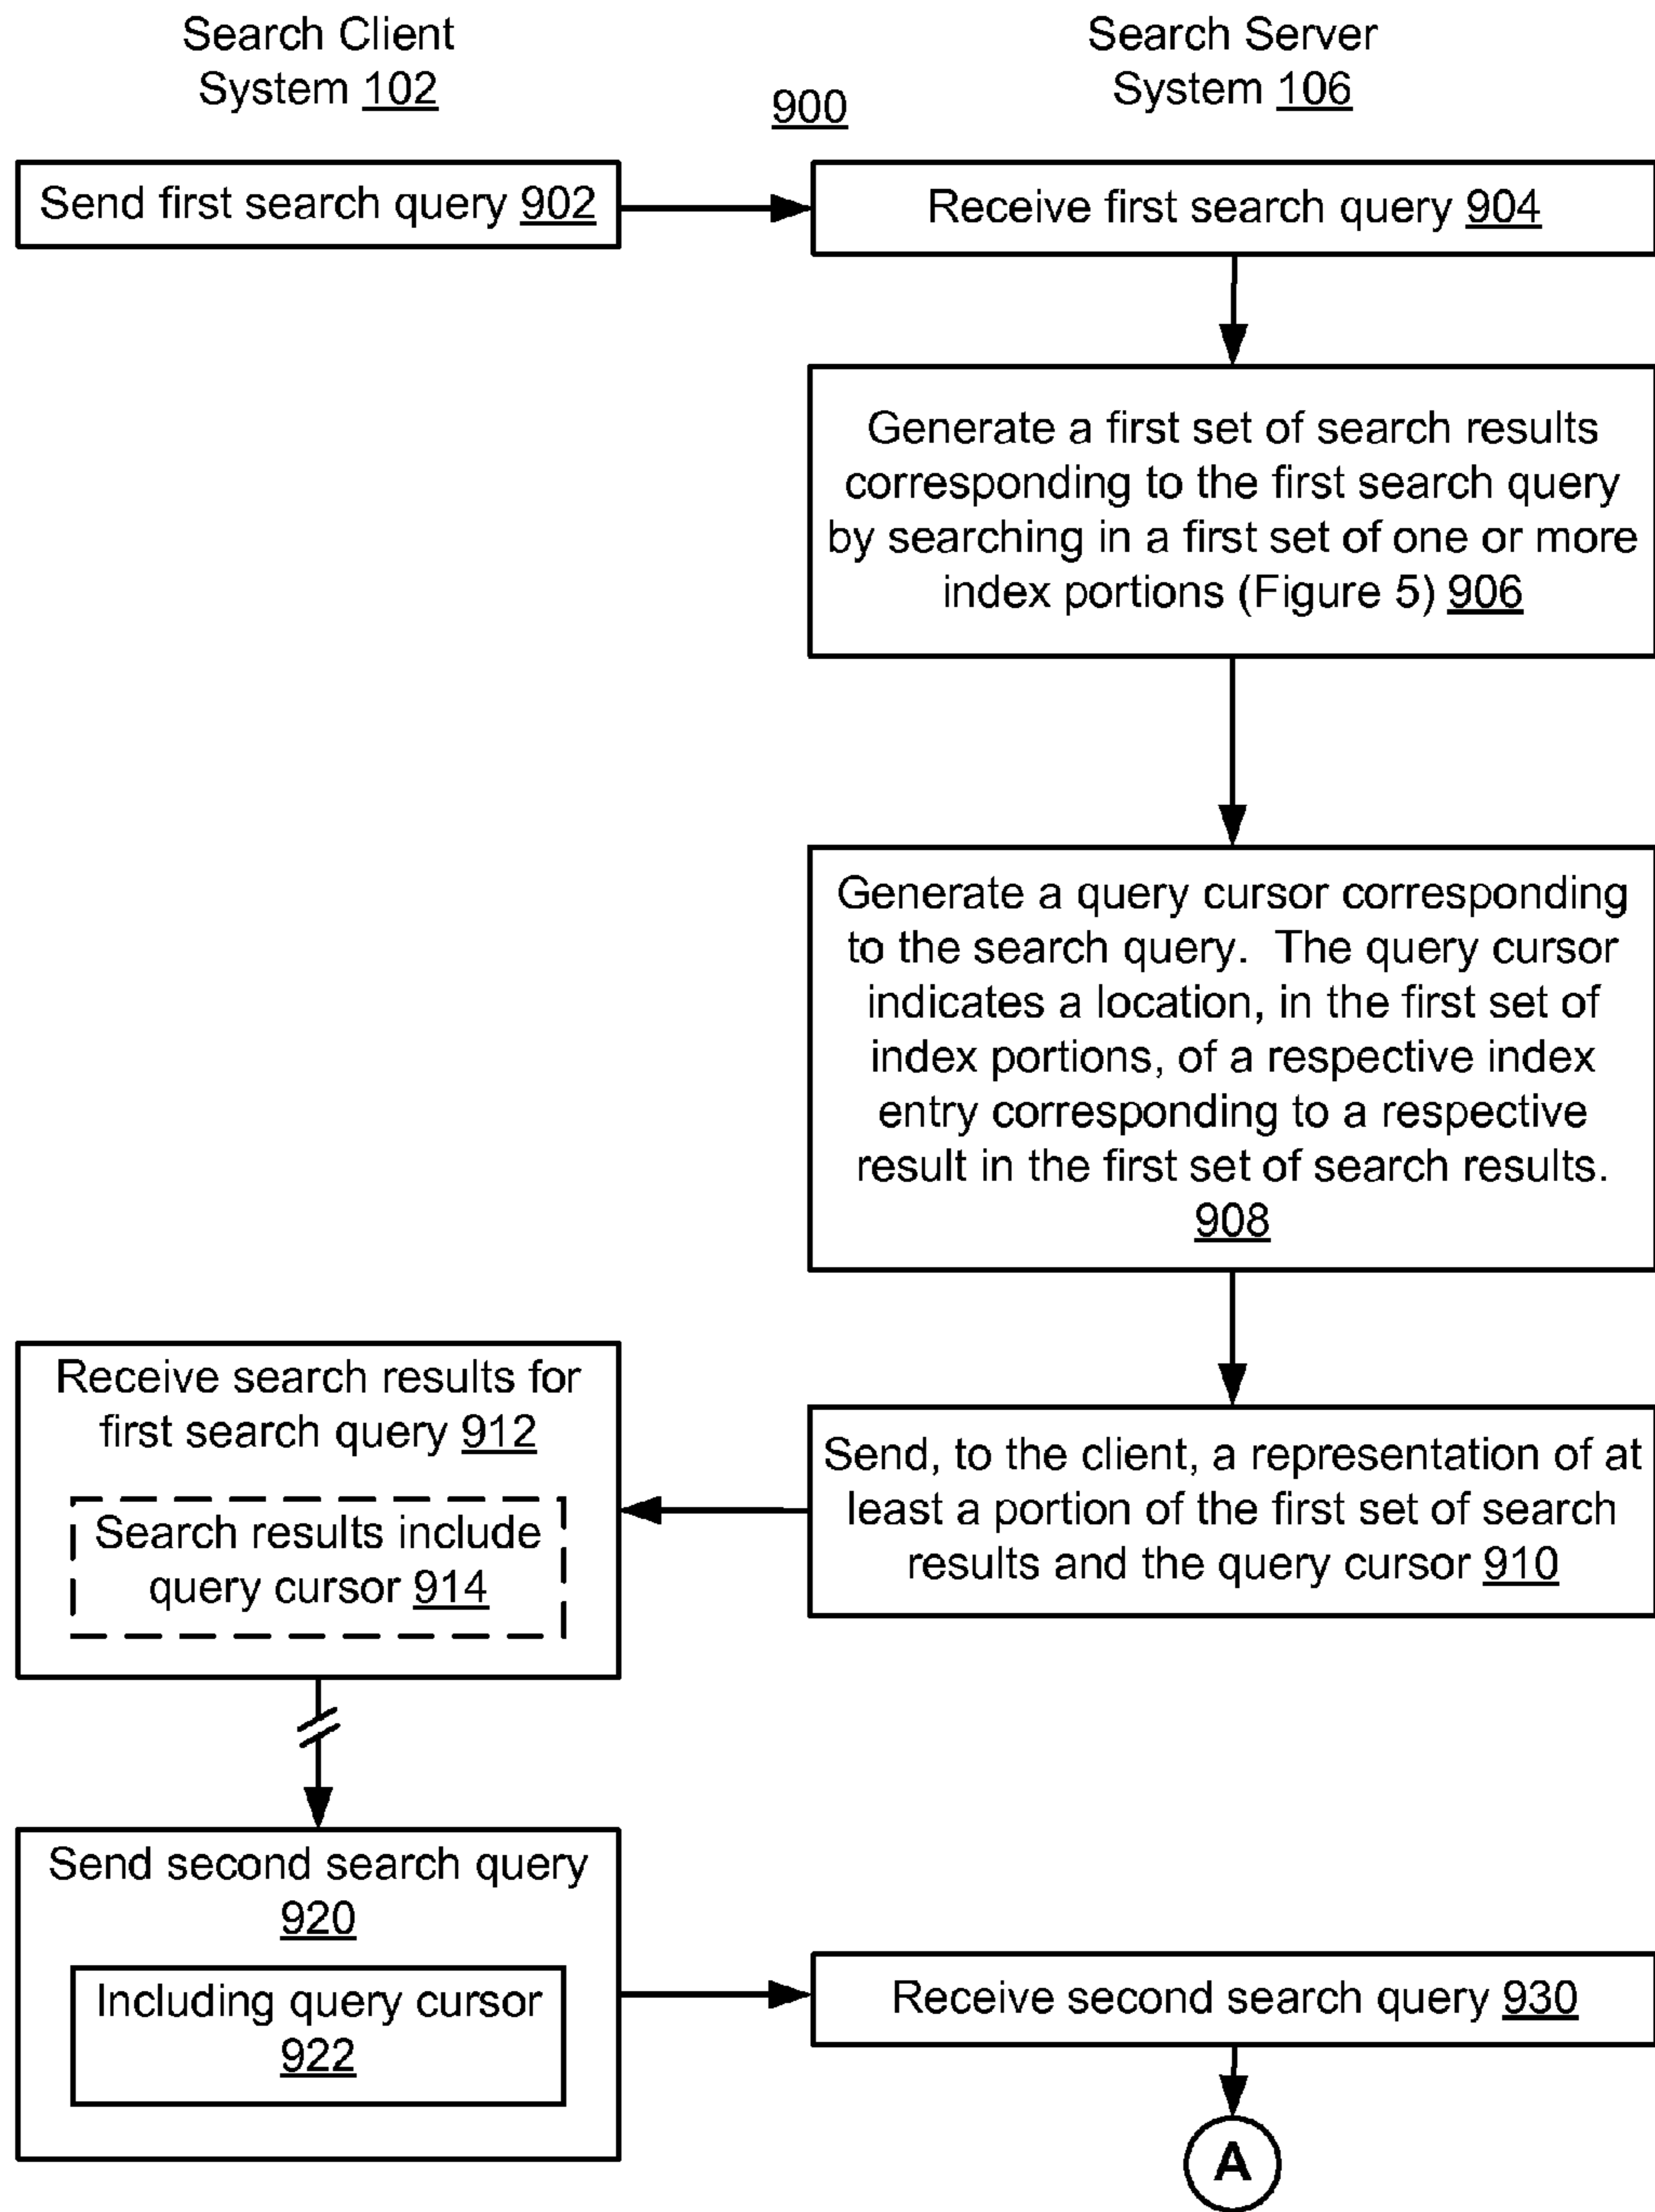 Search Client
System 102
Search Server
System 106
900
Send first search query 902
Receive first search query 904
Generate a first set of search results
corresponding to the first search query
by searching in a first set of one or more
index portions (Figure 5) 906
Generate a query cursor corresponding
to the search query. The query cursor
indicates a location, in the first set of
index portions, of a respective index
entry corresponding to a respective
result in the first set of search results.
908
Send, to the client, a representation of at
least a portion of the first set of search
results and the query cursor 910
Receive search results for
first search query 912
Search results include
query cursor 914
Send second search query
920
Including query cursor
922
Receive second search query 930
A